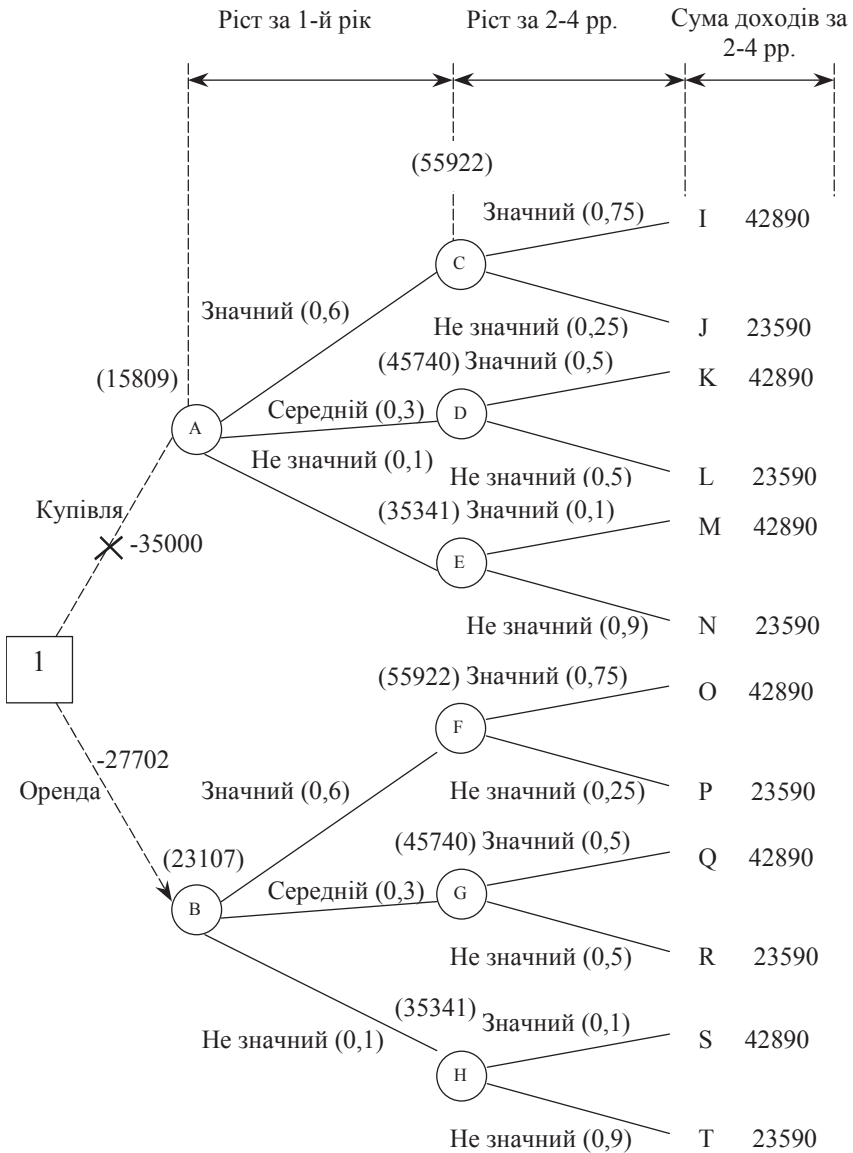 Ріст за 1-й рік
Ріст за 2-4 рр.
Сума доходів за
2-4 рр.
(55922)
Значний (0,75)
I 42890
C
Значний (0,6)
Не значний (0,25)
J 23590
(45740) Значний (0,5)
K 42890
(15809)
Середній (0,3)
D
A
Не значний (0,1)
Не значний (0,5)
L 23590
Купівля
(35341) Значний (0,1)
M 42890
-35000
E
Не значний (0,9)
N 23590
1
(55922) Значний (0,75)
O 42890
F
-27702
Оренда
Значний (0,6)
Не значний (0,25)
P 23590
(45740) Значний (0,5)
Q 42890
(23107)
Середній (0,3)
G
B
Не значний (0,5)
R 23590
(35341)
Значний (0,1)
S 42890
Не значний (0,1)
H
Не значний (0,9)
T 23590